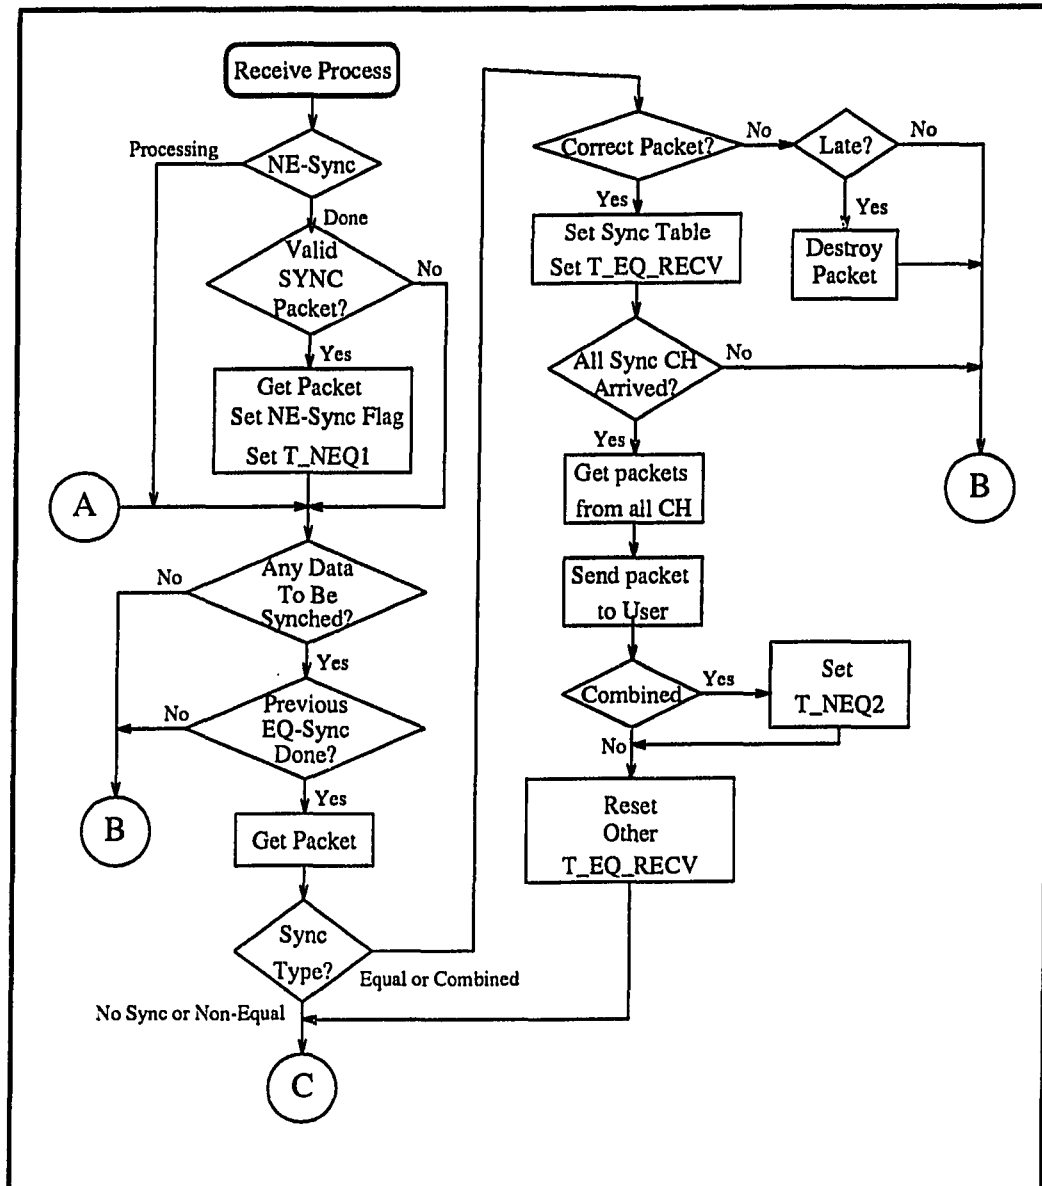 Receive Process
Processing
NE-Sync
Done
Valid
SYNC
Packet?
No
Yes
Get Packet
Set NE-Sync Flag
Set T_NEQ1
A
Any Data
To Be
Synched?
No
Yes
Previous
EQ-Sync
Done?
No
B
Yes
Get Packet
Sync
Type?
Equal or Combined
No Sync or Non-Equal
C
Correct Packet?
No
Late?
No
Yes
Yes
Set Sync Table
Set T_EQ_RECV
Destroy
Packet
All Sync CH
Arrived?
No
B
Yes
Get packets
from all CH
Send packet
to User
Combined
Yes
Set
T_NEQ2
No
Reset
Other
T_EQ_RECV